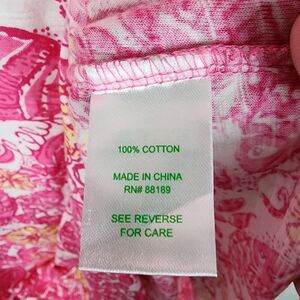 100% COTTON
MADE IN CHINA
RN# 88189
SEE REVERSE
FOR CARE